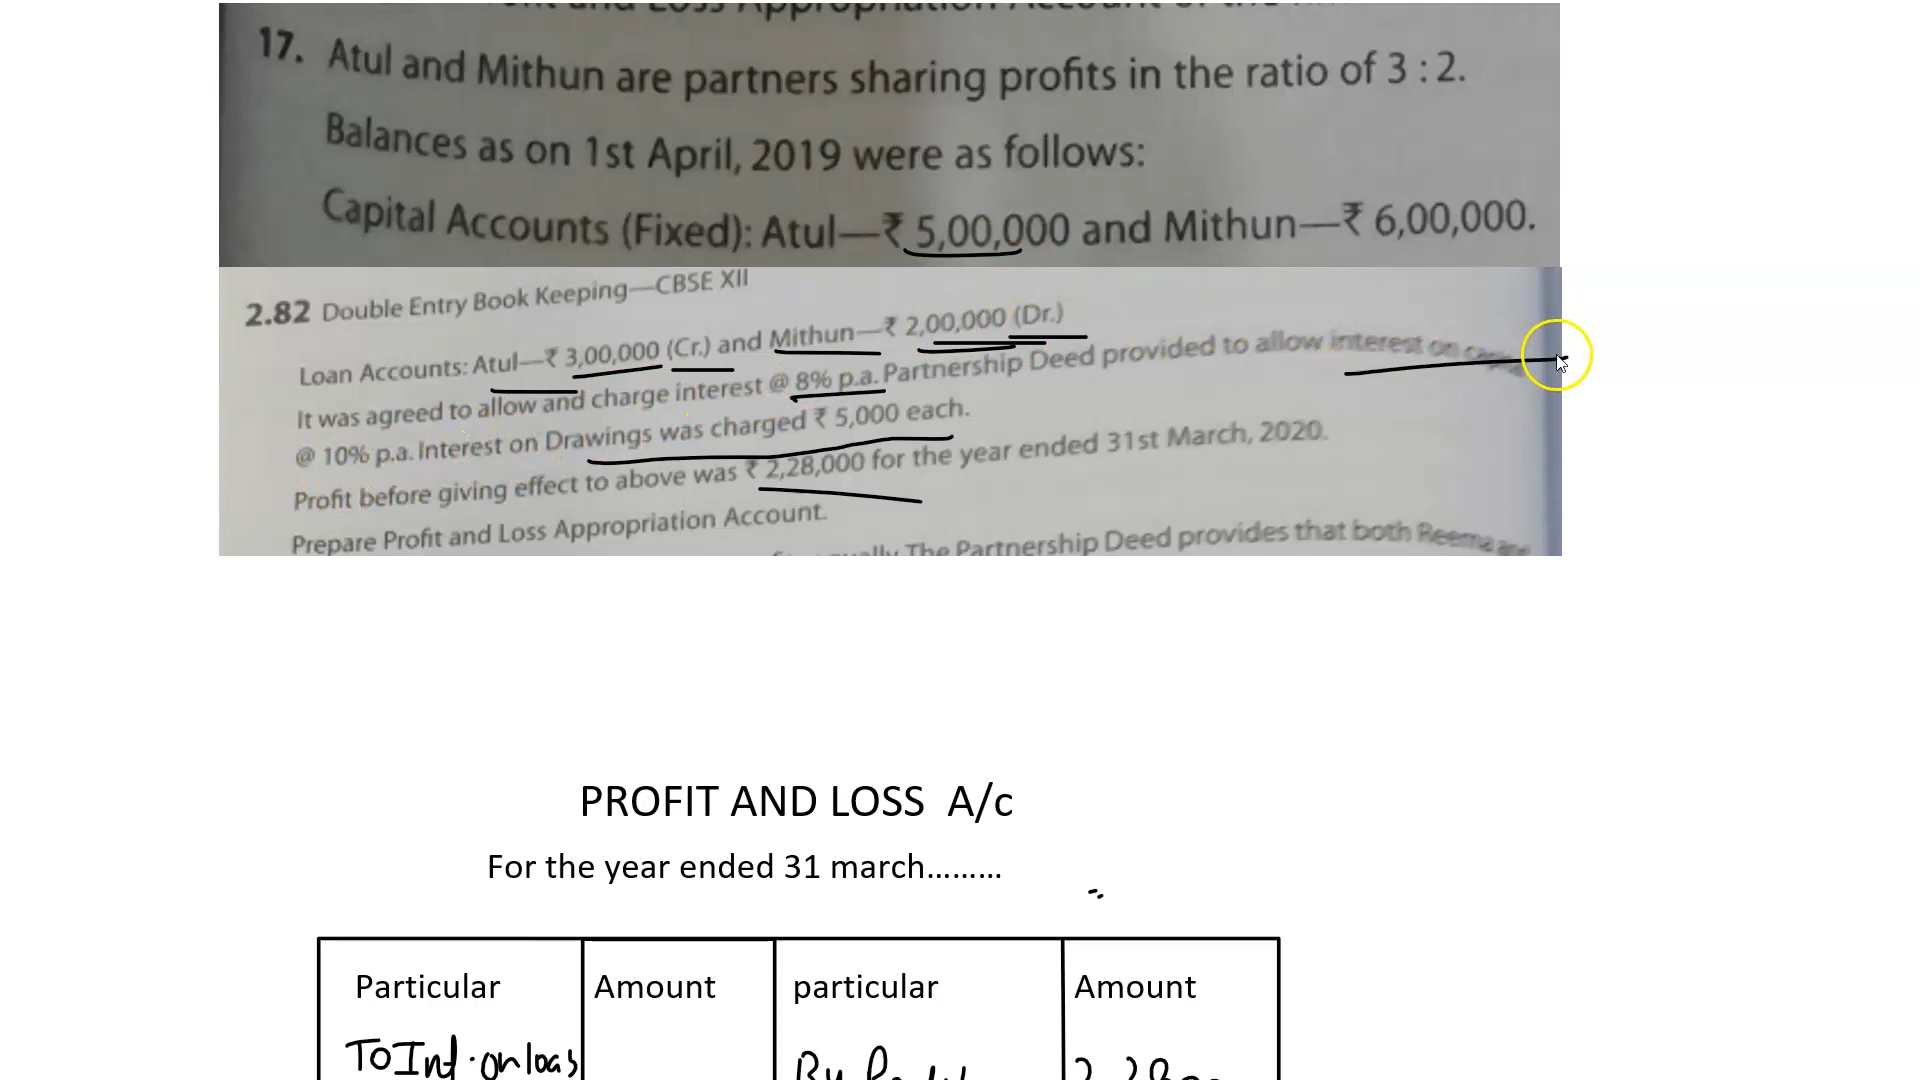 17. Atul and Mithun are partners sharing profits in the ratio of 3 : 2.
Balances as on 1st April, 2019 were as follows:
Capital Accounts (Fixed): Atul—₹ 5,00,000 and Mithun—₹ 6,00,000.
2.82 Double Entry Book Keeping—CBSE XII
Loan Accounts: Atul—₹ 3,00,000 (Cr.) and Mithun—₹ 2,00,000 (Dr.)
It was agreed to allow and charge interest @ 8% p.a. Partnership Deed provided to allow interest on
@ 10% p.a. Interest on Drawings was charged ₹ 5,000 each.
Profit before giving effect to above was ₹ 2,28,000 for the year ended 31st March, 2020.
Prepare Profit and Loss Appropriation Account.
The Partnership Deed provides that both Reema and
PROFIT AND LOSS A/c
For the year ended 31 march.........
Particular Amount particular Amount
To Int. on loan By